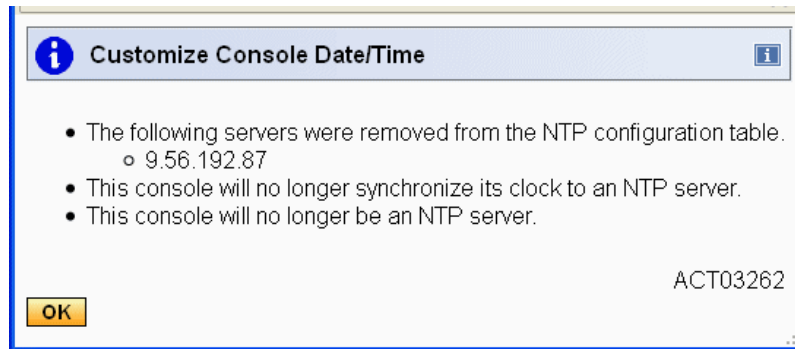 Customize Console Date/Time
• The following servers were removed from the NTP configuration table.
o 9.56.192.87
• This console will no longer synchronize its clock to an NTP server.
• This console will no longer be an NTP server.
ACT03262
OK